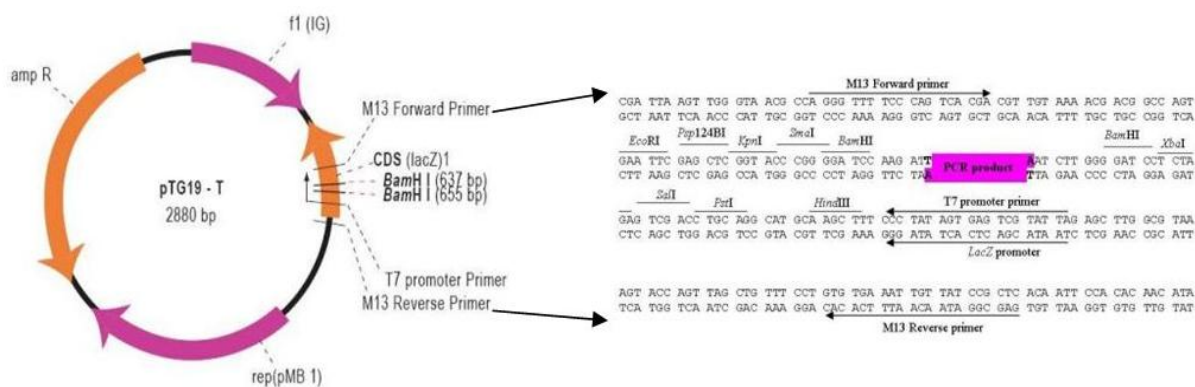 f1 (IG)
amp R
M13 Forward Primer
CDS (lacZ)1
BamH I (637 bp)
BamH I (655 bp)
pTG19 - T
2880 bp
T7 promoter Primer
M13 Reverse Primer
rep(pMB 1)
M13 Forward primer
CGA TTA AGT TGG GTA ACG CCA GGG TTT TCC CAG TCA CGA CGT TGT AAA ACG ACG GCC AGT
GCT AAT TCA ACC CAT TGC GGT CCC AAA AGG GTC AGT GCT GCA ACA TTT TGC TGC CGG TCA
EcoRI Psp124BI KpnI SmaI BamHI BamHI XbaI
GAA TTC GAG CTC GGT ACC CGG GGA TCC AAG ATT PCR product AAT CTT GGG GAT CC T CTA
CTT AAG CTC GAG CCA TGG GCC CCT AGG TTC TAA TTA GAA CCC CTA GGA GAT
SalI PstI HindIII T7 promoter primer
GAG TCG ACC TGC AGG CAT GCA AGC TTT CCC TAT AGT GAG TCG TAT TAG AGC TTG GCG TAA
CTC AGC TGG ACG TCC GTA CGT TCG AAA GGG ATA TCA CTC AGC ATA ATC TCG AAC CGC ATT
LacZ promoter
AGT ACC AGT TAG CTG TTT CCT GTG TGA AAT TGT TAT CCG CTC ACA ATT CCA CAC AAC ATA
TCA TGG TCA ATC GAC AAA GGA CAC ACT TTA ACA ATA GGC GAG TGT TAA GGT GTG TTG TAT
M13 Reverse primer